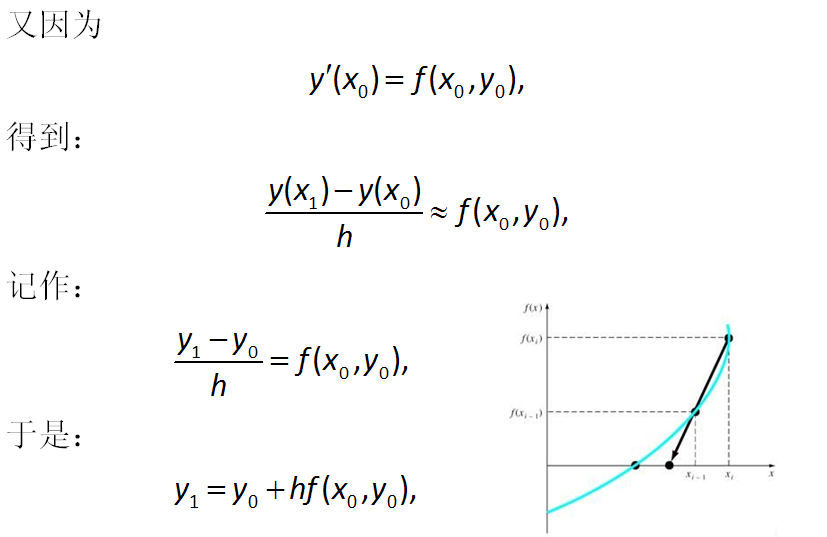 又因为
y′(x₀) = f(x₀,y₀),
得到：
(y(x₁) − y(x₀))/h ≈ f(x₀,y₀),
记作：
(y₁ − y₀)/h = f(x₀,y₀),
于是：
y₁ = y₀ + hf(x₀,y₀),
f(x)
f(xᵢ)
f(xᵢ₋₁)
xᵢ₋₁ xᵢ x